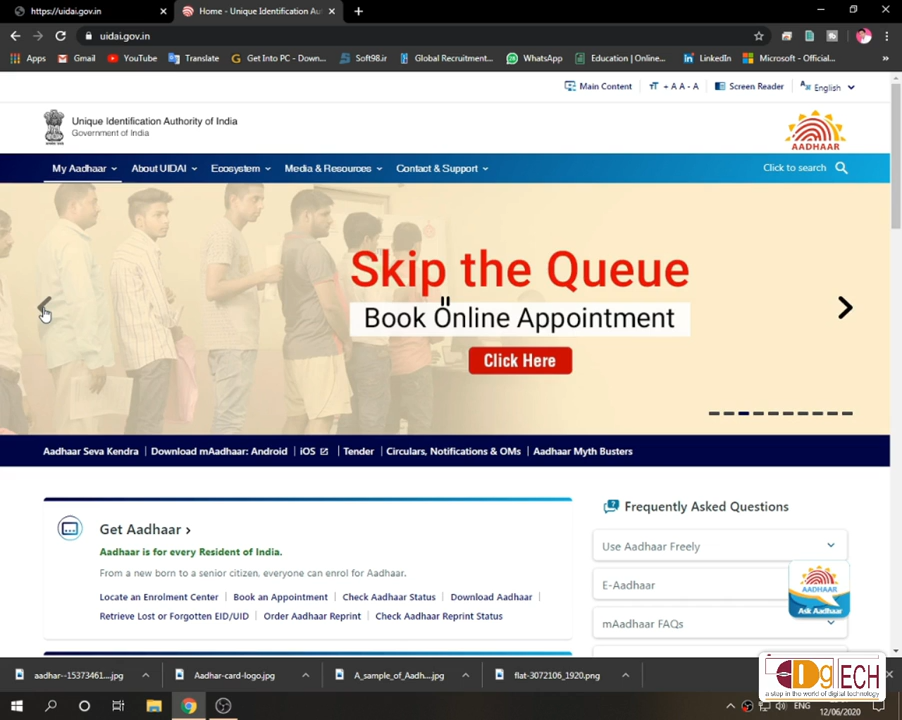 https://uidai.gov.in
Home - Unique Identification Au
uidai.gov.in
Apps
Gmail
YouTube
Translate
Get Into PC - Down...
Soft98.ir
Global Recruitment...
WhatsApp
Education | Online...
LinkedIn
Microsoft - Official...
Main Content
+ A A - A
Screen Reader
English
Unique Identification Authority of India
Government of India
AADHAAR
My Aadhaar
About UIDAI
Ecosystem
Media & Resources
Contact & Support
Click to search
Skip the Queue
Book Online Appointment
Click Here
Aadhaar Seva Kendra | Download mAadhaar: Android | iOS | Tender | Circulars, Notifications & OMs | Aadhaar Myth Busters
Get Aadhaar >
Aadhaar is for every Resident of India.
From a new born to a senior citizen, everyone can enrol for Aadhaar.
Locate an Enrolment Center | Book an Appointment | Check Aadhaar Status | Download Aadhaar |
Retrieve Lost or Forgotten EID/UID | Order Aadhaar Reprint | Check Aadhaar Reprint Status
Frequently Asked Questions
Use Aadhaar Freely
E-Aadhaar
mAadhaar FAQs
AADHAAR
Ask Aadhaar
aadhar--15373461....jpg
Aadhar-card-logo.jpg
A_sample_of_Aadh....jpg
flat-3072106_1920.png
EDgTECH
a step in the world of digital technology
ENG
12/06/2020